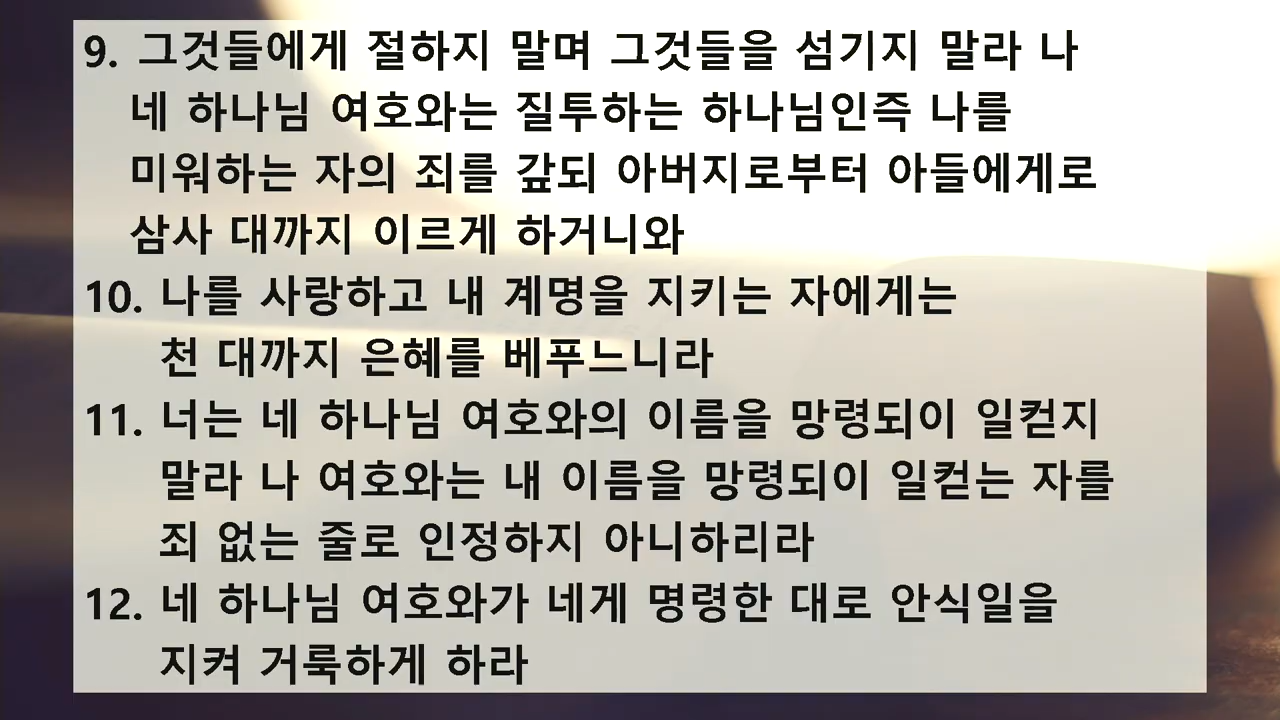 9. 그것들에게 절하지 말며 그것들을 섬기지 말라 나
네 하나님 여호와는 질투하는 하나님인즉 나를
미워하는 자의 죄를 갚되 아버지로부터 아들에게로
삼사 대까지 이르게 하거니와
10. 나를 사랑하고 내 계명을 지키는 자에게는
천 대까지 은혜를 베푸느니라
11. 너는 네 하나님 여호와의 이름을 망령되이 일컫지
말라 나 여호와는 내 이름을 망령되이 일컫는 자를
죄 없는 줄로 인정하지 아니하리라
12. 네 하나님 여호와가 네게 명령한 대로 안식일을
지켜 거룩하게 하라